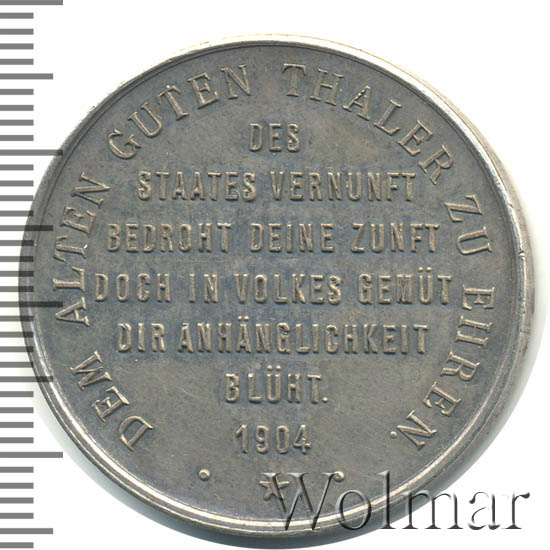 DEM ALTEN GUTEN THALER ZU EHREN.
DES
STAATES VERNUNFT
BEDROHT DEINE ZUNFT
DOCH IN VOLKES GEMÜT
DIR ANHÄNGLICHKEIT
BLÜHT.
1904
Wolmar